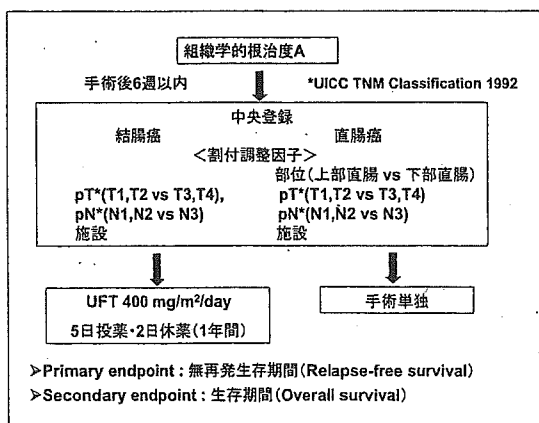 組織学的根治度A
手術後6週以内
*UICC TNM Classification 1992
中央登録
結腸癌 直腸癌
＜割付調整因子＞
部位(上部直腸 vs 下部直腸)
pT*(T1,T2 vs T3,T4), pT*(T1,T2 vs T3,T4)
pN*(N1,N2 vs N3) pN*(N1,N2 vs N3)
施設 施設
UFT 400 mg/m²/day
5日投薬・2日休薬(1年間)
手術単独
➢Primary endpoint : 無再発生存期間(Relapse-free survival)
➢Secondary endpoint : 生存期間(Overall survival)